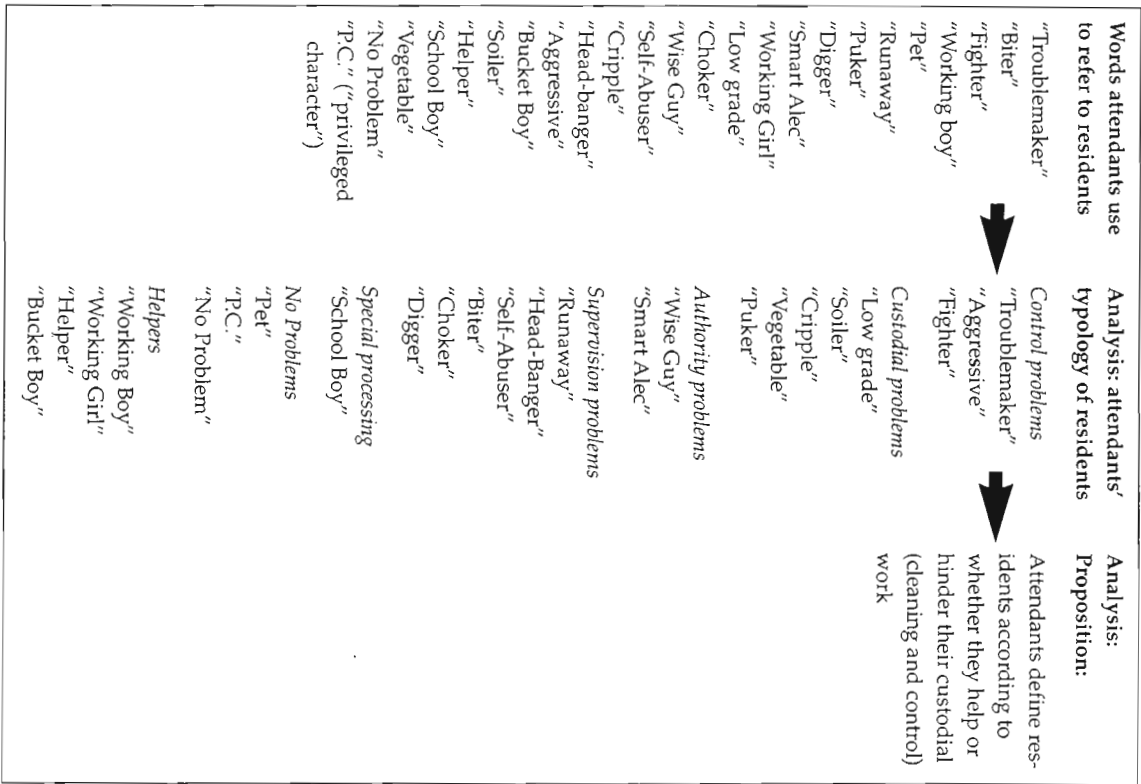 Words attendants use
to refer to residents
"Troublemaker"
"Biter"
"Fighter"
"Working boy"
"Pet"
"Runaway"
"Puker"
"Digger"
"Smart Alec"
"Working Girl"
"Low grade"
"Choker"
"Wise Guy"
"Self-Abuser"
"Cripple"
"Head-banger"
"Aggressive"
"Bucket Boy"
"Soiler"
"Helper"
"School Boy"
"Vegetable"
"No Problem"
"P.C." ("privileged
character")
Analysis: attendants'
typology of residents
Control problems
"Troublemaker"
"Aggressive"
"Fighter"
Custodial problems
"Low grade"
"Soiler"
"Cripple"
"Vegetable"
"Puker"
Authority problems
"Wise Guy"
"Smart Alec"
Supervision problems
"Runaway"
"Head-Banger"
"Self-Abuser"
"Biter"
"Choker"
"Digger"
Special processing
"School Boy"
No Problems
"Pet"
"P.C."
"No Problem"
Helpers
"Working Boy"
"Working Girl"
"Helper"
"Bucket Boy"
Analysis:
Proposition:
Attendants define res-
idents according to
whether they help or
hinder their custodial
(cleaning and control)
work